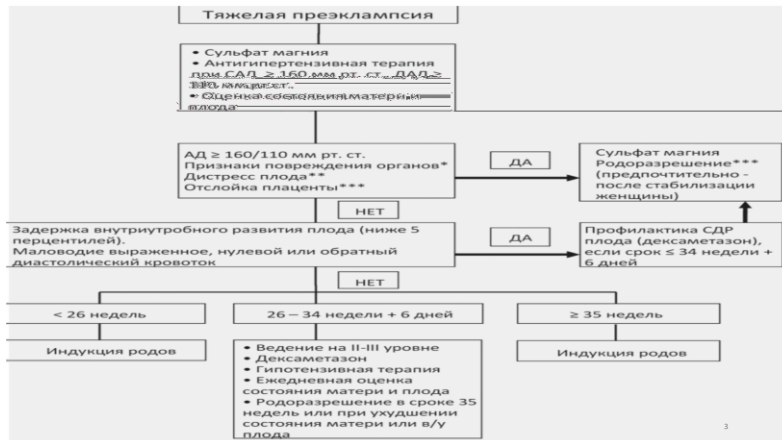 Тяжелая преэклампсия
• Сульфат магния
• Антигипертензивная терапия
при САД ≥ 160 мм рт. ст., ДАД ≥
110 мм рт.ст.
• Оценка состояния матери и
плода
АД ≥ 160/110 мм рт. ст.
Признаки повреждения органов*
Дистресс плода**
Отслойка плаценты***
ДА
Сульфат магния
Родоразрешение***
(предпочтительно -
после стабилизации
женщины)
НЕТ
Задержка внутриутробного развития плода (ниже 5
перцентилей).
Маловодие выраженное, нулевой или обратный
диастолический кровоток
ДА
Профилактика СДР
плода (дексаметазон),
если срок ≤ 34 недели +
6 дней
НЕТ
< 26 недель
26 – 34 недели + 6 дней
≥ 35 недель
Индукция родов
• Ведение на II-III уровне
• Дексаметазон
• Гипотензивная терапия
• Ежедневная оценка
состояния матери и плода
• Родоразрешение в сроке 35
недель или при ухудшении
состояния матери или в/у
плода
Индукция родов
3